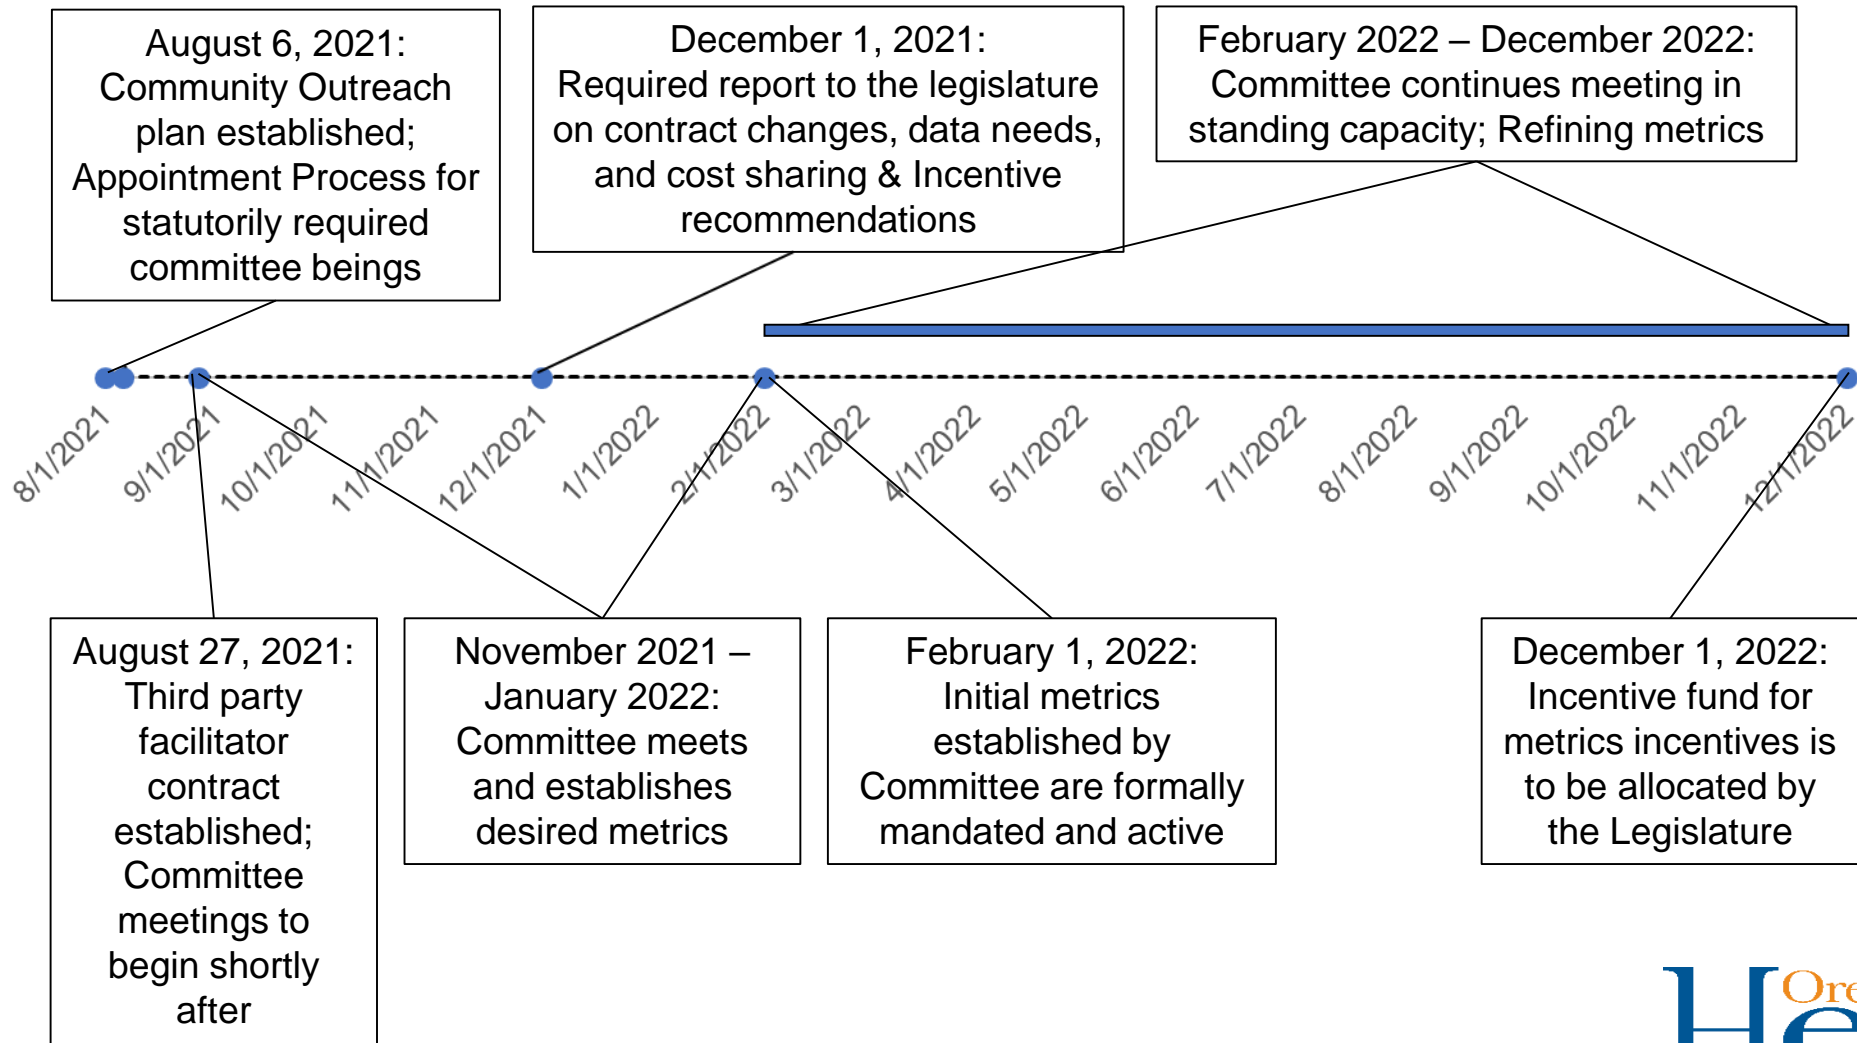 August 6, 2021:
Community Outreach
plan established;
Appointment Process for
statutorily required
committee beings
December 1, 2021:
Required report to the legislature
on contract changes, data needs,
and cost sharing & Incentive
recommendations
February 2022 – December 2022:
Committee continues meeting in
standing capacity; Refining metrics
8/1/2021
9/1/2021
10/1/2021
11/1/2021
12/1/2021
1/1/2022
2/1/2022
3/1/2022
4/1/2022
5/1/2022
6/1/2022
7/1/2022
8/1/2022
9/1/2022
10/1/2022
11/1/2022
12/1/2022
August 27, 2021:
Third party
facilitator
contract
established;
Committee
meetings to
begin shortly
after
November 2021 –
January 2022:
Committee meets
and establishes
desired metrics
February 1, 2022:
Initial metrics
established by
Committee are formally
mandated and active
December 1, 2022:
Incentive fund for
metrics incentives is
to be allocated by
the Legislature